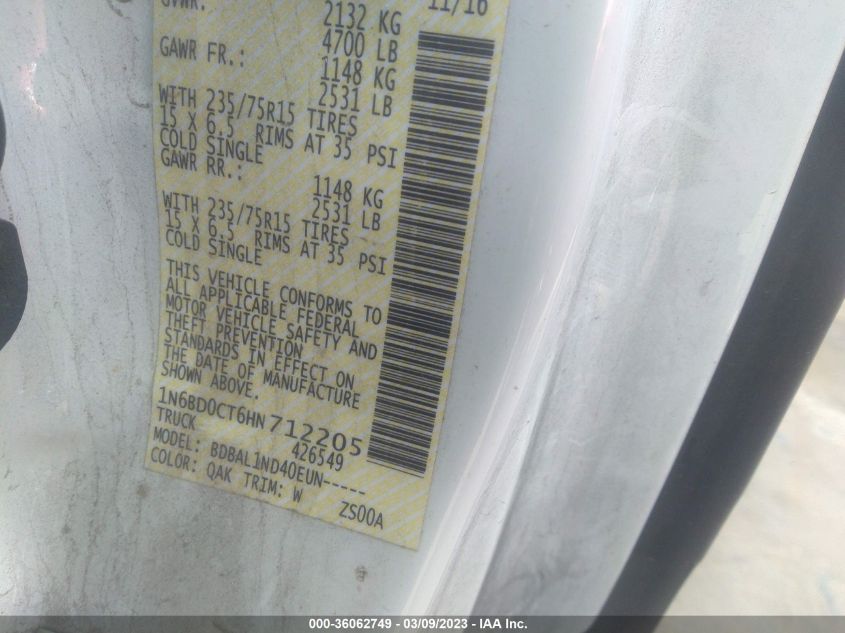 GVWR: 11/16
2132 KG
4700 LB
GAWR FR.:
1148 KG
2531 LB
WITH 235/75R15 TIRES
15 X 6.5 RIMS AT 35 PSI
COLD SINGLE
GAWR RR.:
1148 KG
2531 LB
WITH 235/75R15 TIRES
15 X 6.5 RIMS AT 35 PSI
COLD SINGLE
THIS VEHICLE CONFORMS TO
ALL APPLICABLE FEDERAL
MOTOR VEHICLE SAFETY AND
THEFT PREVENTION
STANDARDS IN EFFECT ON
THE DATE OF MANUFACTURE
SHOWN ABOVE.
1N6BD0CT6HN712205
TRUCK 426549
MODEL: BDBAL1ND40EUN-----
COLOR: QAK TRIM: W
ZS00A
000-36062749 — 03/09/2023 — IAA Inc.